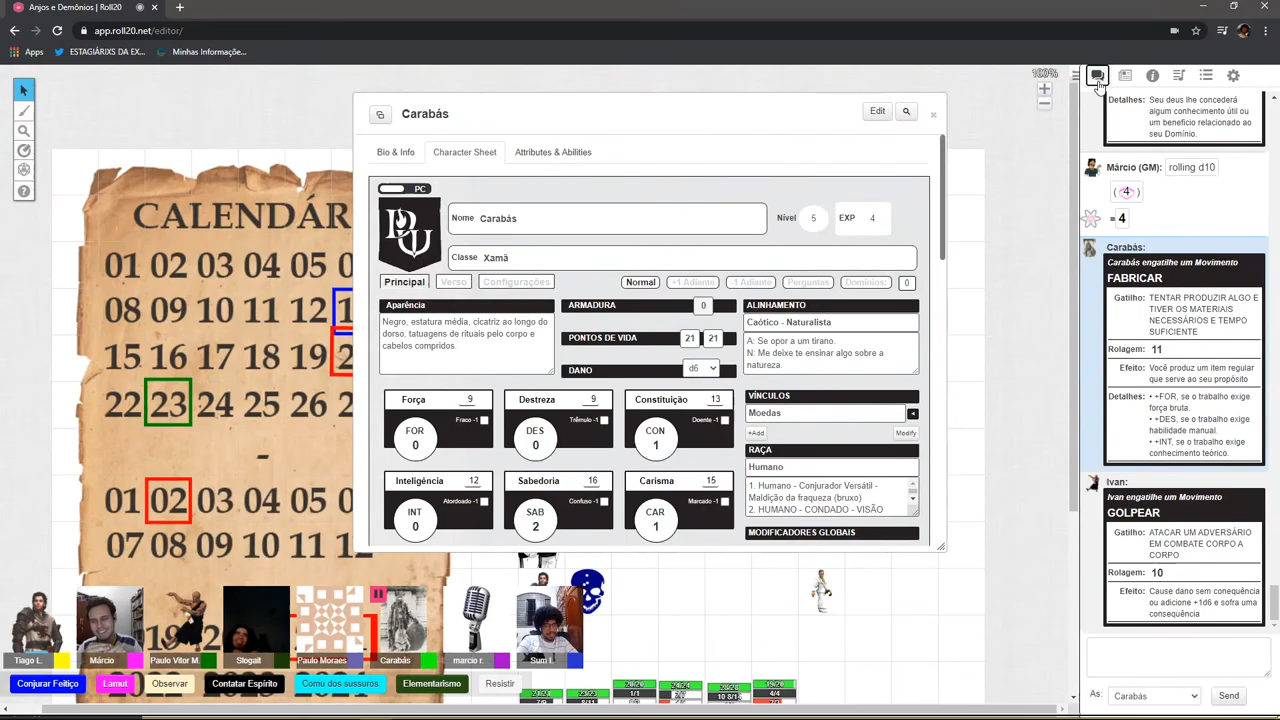 Anjos e Demônios | Roll20
app.roll20.net/editor/
Apps
ESTAGIÁRIXS DA EX...
Minhas Informaçõe...
100%
CALENDÁR
01 02 03 04 05 0
08 09 10 11 12 1
15 16 17 18 19 2
22 23 24 25 26 2
-
01 02 03 04 05 0
07 08 09 10 11 12
Carabás
Edit
Bio & Info
Character Sheet
Attributes & Abilities
PC
Nome Carabás
Nível 5
EXP 4
Classe Xamã
Principal
Verso
Configurações
Normal
+1 Adiante
-1 Adiante
Perguntas
Domínios:
0
Aparência
Negro, estatura média, cicatriz ao longo do
dorso, tatuagens de rituais pelo corpo e
cabelos compridos.
ARMADURA 0
PONTOS DE VIDA 21 21
DANO d6
ALINHAMENTO
Caótico - Naturalista
A: Se opor a um tirano.
N: Me deixe te ensinar algo sobre a
natureza.
Força 9
Fraco -1
FOR
0
Destreza 9
Trêmulo -1
DES
0
Constituição 13
Doente -1
CON
1
Inteligência 12
Atordoado -1
INT
0
Sabedoria 16
Confuso -1
SAB
2
Carisma 15
Marcado -1
CAR
1
VÍNCULOS
Moedas
+Add
Modify
RAÇA
Humano
1. Humano - Conjurador Versátil -
Maldição da fraqueza (bruxo)
2. HUMANO - CONDADO - VISÃO
MODIFICADORES GLOBAIS
Tiago L.
Márcio
Paulo Vitor M.
Slogait
Paulo Moraes
Carabás
marcio r.
Sum I.
Conjurar Feitiço
Lamut
Observar
Contatar Espírito
Comu dos sussuros
Elementarismo
Resistir
Detalhes: Seu deus lhe concederá
algum conhecimento útil ou
um beneficio relacionado ao
seu Domínio.
Márcio (GM): rolling d10
( 4 )
= 4
Carabás:
Carabás engatilhe um Movimento
FABRICAR
Gatilho: TENTAR PRODUZIR ALGO E
TIVER OS MATERIAIS
NECESSÁRIOS E TEMPO
SUFICIENTE
Rolagem: 11
Efeito: Você produz um item regular
que serve ao seu propósito
Detalhes: • +FOR, se o trabalho exige
força bruta.
• +DES, se o trabalho exige
habilidade manual.
• +INT, se o trabalho exige
conhecimento teórico.
Ivan:
Ivan engatilhe um Movimento
GOLPEAR
Gatilho: ATACAR UM ADVERSÁRIO
EM COMBATE CORPO A
CORPO
Rolagem: 10
Efeito: Cause dano sem conequência
ou adicione +1d6 e sofra uma
consequência
As: Carabás
Send